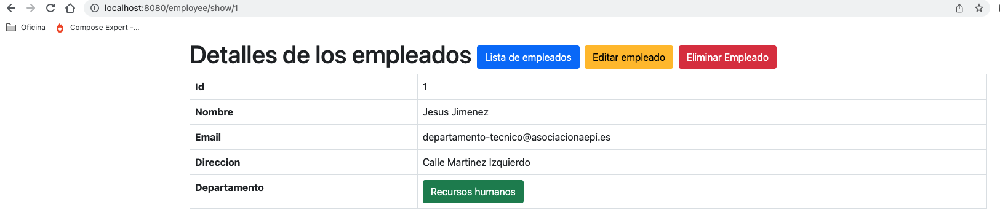 localhost:8080/employee/show/1
Oficina Compose Expert -...
Detalles de los empleados Lista de empleados Editar empleado Eliminar Empleado
Id 1
Nombre Jesus Jimenez
Email departamento-tecnico@asociacionaepi.es
Direccion Calle Martinez Izquierdo
Departamento Recursos humanos